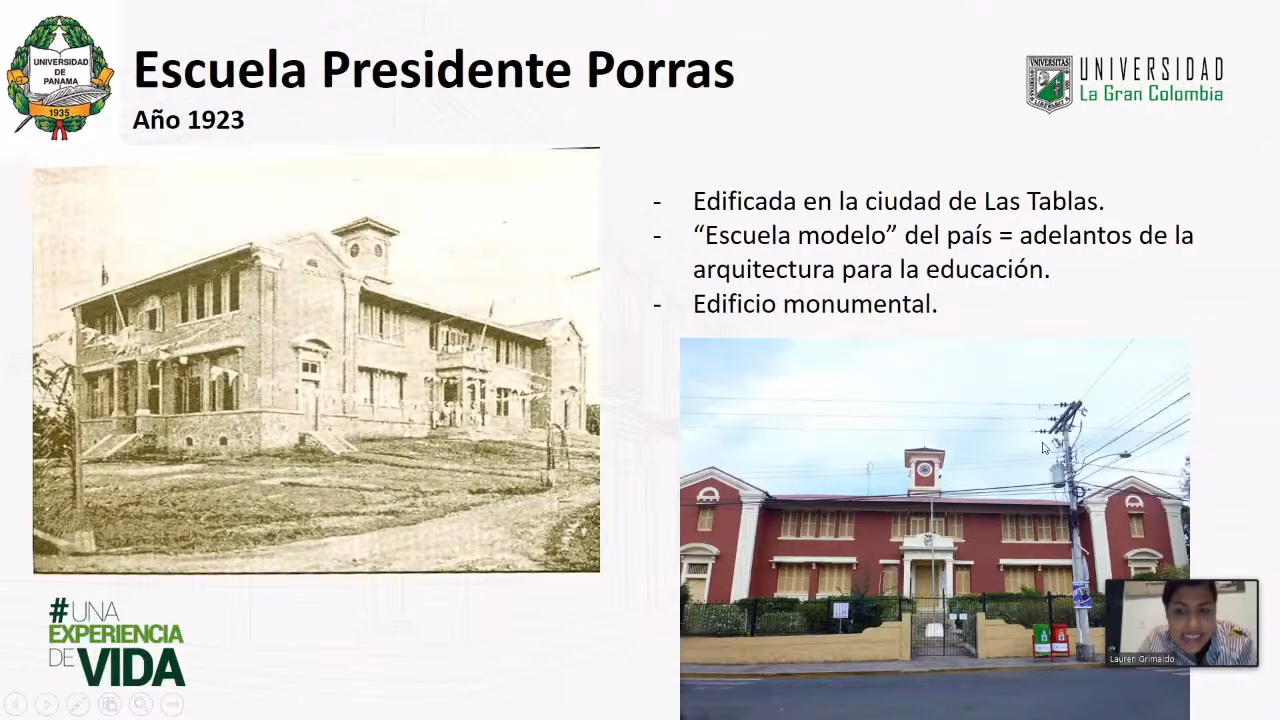 UNIVERSIDAD
DE
PANAMA
1935
Escuela Presidente Porras
Año 1923
UNIVERSITAS
UNIVERSIDAD
La Gran Colombia
- Edificada en la ciudad de Las Tablas.
- “Escuela modelo” del país = adelantos de la
arquitectura para la educación.
- Edificio monumental.
#UNA
EXPERIENCIA
DE VIDA
Lauren Grimaldo